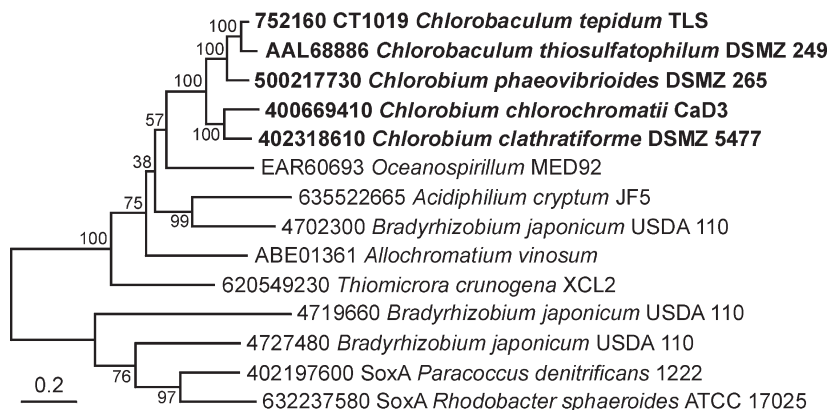 100 752160 CT1019 Chlorobaculum tepidum TLS
100 AAL68886 Chlorobaculum thiosulfatophilum DSMZ 249
100 500217730 Chlorobium phaeovibrioides DSMZ 265
400669410 Chlorobium chlorochromatii CaD3
57
100 402318610 Chlorobium clathratiforme DSMZ 5477
38 EAR60693 Oceanospirillum MED92
635522665 Acidiphilium cryptum JF5
75
99 4702300 Bradyrhizobium japonicum USDA 110
100 ABE01361 Allochromatium vinosum
620549230 Thiomicrora crunogena XCL2
4719660 Bradyrhizobium japonicum USDA 110
4727480 Bradyrhizobium japonicum USDA 110
76 402197600 SoxA Paracoccus denitrificans 1222
0.2
97 632237580 SoxA Rhodobacter sphaeroides ATCC 17025